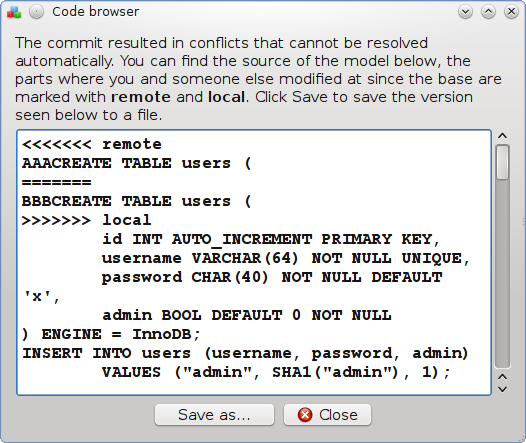 Code browser
The commit resulted in conflicts that cannot be resolved
automatically. You can find the source of the model below, the
parts where you and someone else modified at since the base are
marked with remote and local. Click Save to save the version
seen below to a file.
<<<<<<< remote
AAACREATE TABLE users (
=======
BBBCREATE TABLE users (
>>>>>>> local
        id INT AUTO_INCREMENT PRIMARY KEY,
        username VARCHAR(64) NOT NULL UNIQUE,
        password CHAR(40) NOT NULL DEFAULT
'x',
        admin BOOL DEFAULT 0 NOT NULL
) ENGINE = InnoDB;
INSERT INTO users (username, password, admin)
        VALUES ("admin", SHA1("admin"), 1);
Save as... Close